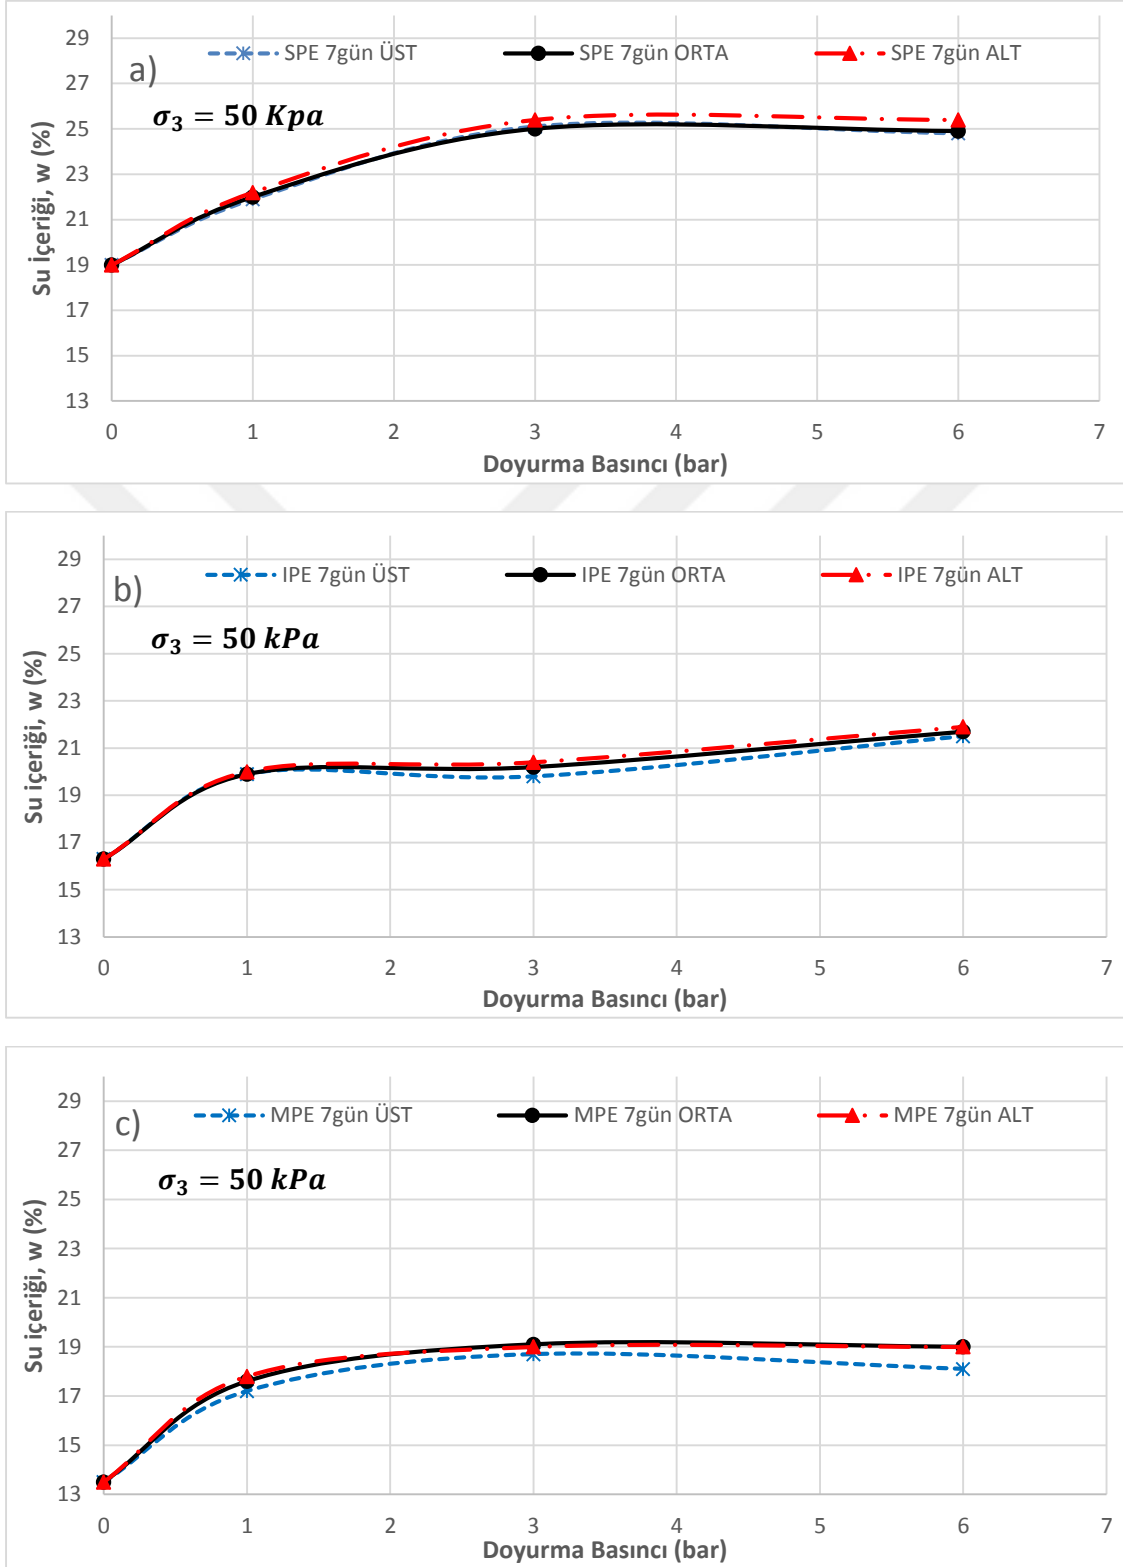 29
27
25
23
21
19
17
15
13
SPE 7gün ÜST
SPE 7gün ORTA
SPE 7gün ALT
a)
σ₃ = 50 Kpa
Su İçeriği, w (%)
0 1 2 3 4 5 6 7
Doyurma Basıncı (bar)
29
27
25
23
21
19
17
15
13
IPE 7gün ÜST
IPE 7gün ORTA
IPE 7gün ALT
b)
σ₃ = 50 kPa
Su içeriği, w (%)
0 1 2 3 4 5 6 7
Doyurma Basıncı (bar)
29
27
25
23
21
19
17
15
13
MPE 7gün ÜST
MPE 7gün ORTA
MPE 7gün ALT
c)
σ₃ = 50 kPa
Su içeriği, w (%)
0 1 2 3 4 5 6 7
Doyurma Basıncı (bar)